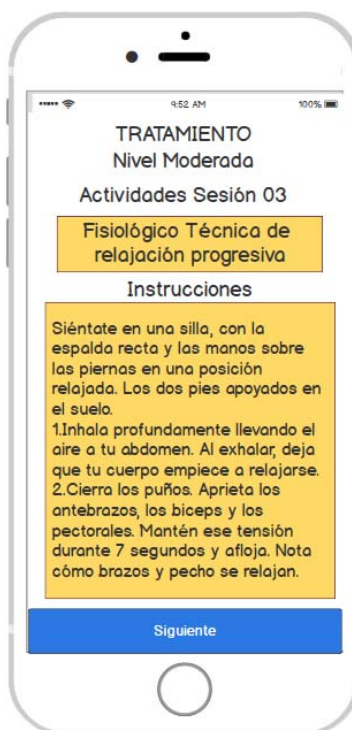 9:52 AM
100%
TRATAMIENTO
Nivel Moderada
Actividades Sesión 03
Fisiológico Técnica de
relajación progresiva
Instrucciones
Siéntate en una silla, con la
espalda recta y las manos sobre
las piernas en una posición
relajada. Los dos pies apoyados en
el suelo.
1.Inhala profundamente llevando el
aire a tu abdomen. Al exhalar, deja
que tu cuerpo empiece a relajarse.
2.Cierra los puños. Aprieta los
antebrazos, los biceps y los
pectorales. Mantén ese tensión
durante 7 segundos y afloja. Nota
cómo brazos y pecho se relajan.
Siguiente